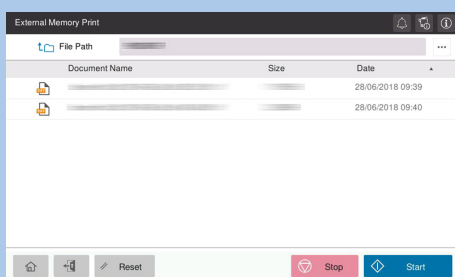 External Memory Print
File Path
Document Name Size Date
28/06/2018 09:39
28/06/2018 09:40
Reset Stop Start